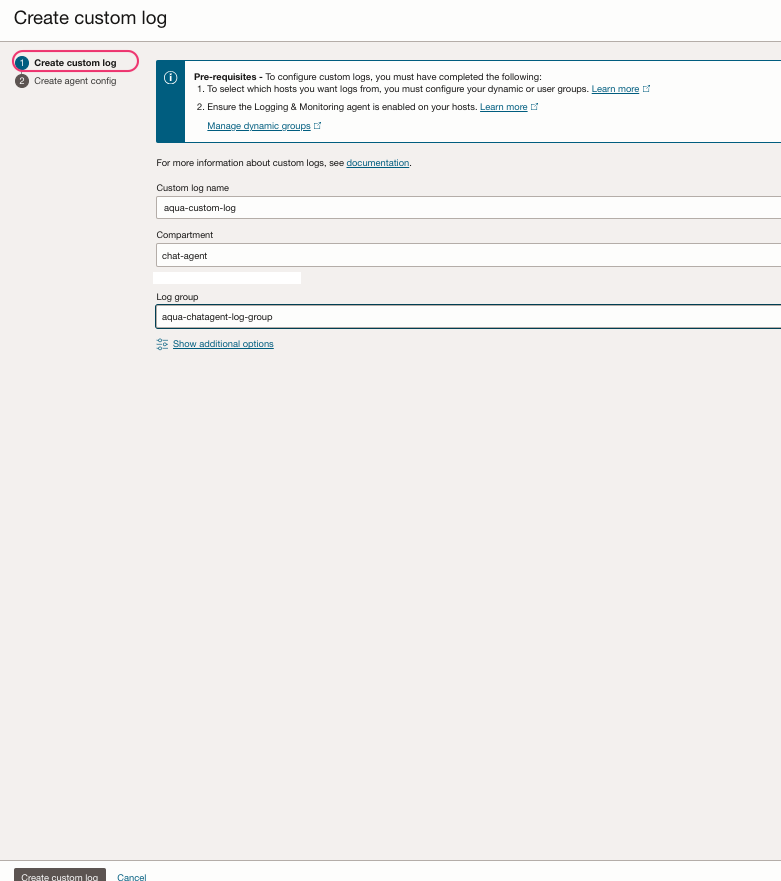 Create custom log
1 Create custom log
2 Create agent config
Pre-requisites - To configure custom logs, you must have completed the following:
1. To select which hosts you want logs from, you must configure your dynamic or user groups. Learn more
2. Ensure the Logging & Monitoring agent is enabled on your hosts. Learn more
Manage dynamic groups
For more information about custom logs, see documentation.
Custom log name
aqua-custom-log
Compartment
chat-agent
Log group
aqua-chatagent-log-group
Show additional options
Create custom log Cancel